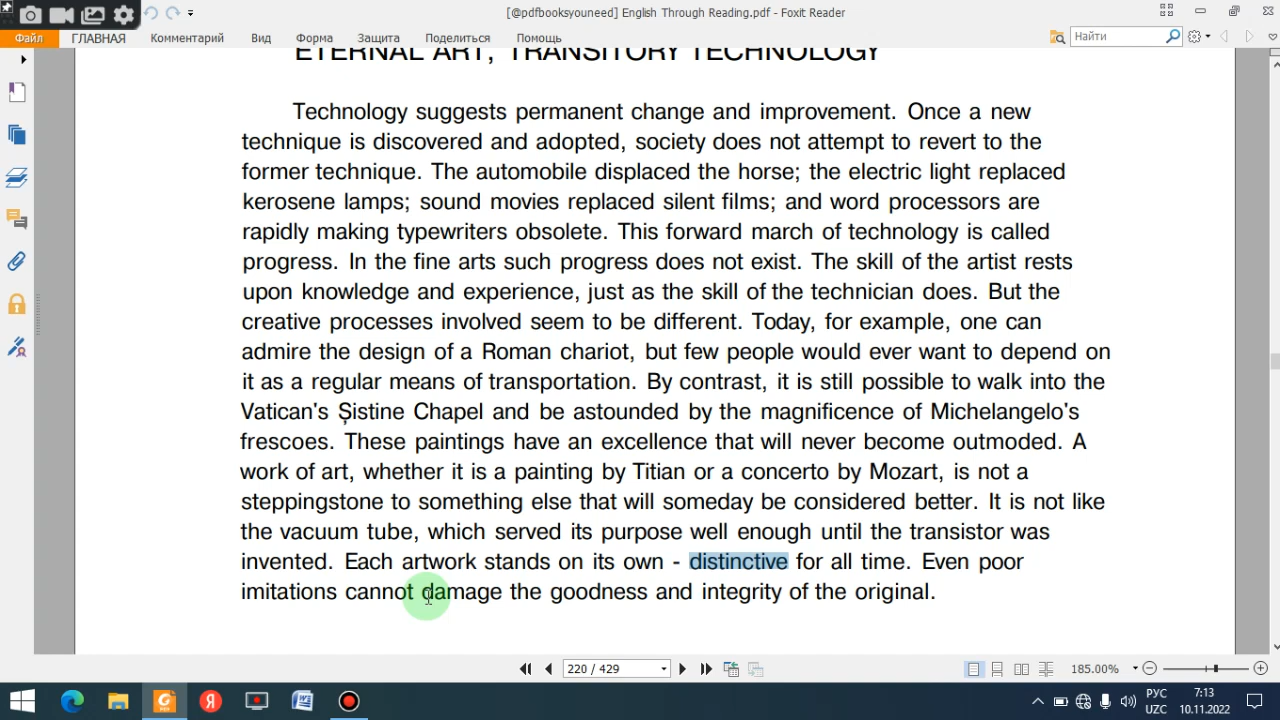 [@pdfbooksyouneed] English Through Reading.pdf - Foxit Reader
Файл ГЛАВНАЯ Комментарий Вид Форма Защита Поделиться Помощь Найти
ETERNAL ART, TRANSITORY TECHNOLOGY
Technology suggests permanent change and improvement. Once a new
technique is discovered and adopted, society does not attempt to revert to the
former technique. The automobile displaced the horse; the electric light replaced
kerosene lamps; sound movies replaced silent films; and word processors are
rapidly making typewriters obsolete. This forward march of technology is called
progress. In the fine arts such progress does not exist. The skill of the artist rests
upon knowledge and experience, just as the skill of the technician does. But the
creative processes involved seem to be different. Today, for example, one can
admire the design of a Roman chariot, but few people would ever want to depend on
it as a regular means of transportation. By contrast, it is still possible to walk into the
Vatican's Șistine Chapel and be astounded by the magnificence of Michelangelo's
frescoes. These paintings have an excellence that will never become outmoded. A
work of art, whether it is a painting by Titian or a concerto by Mozart, is not a
steppingstone to something else that will someday be considered better. It is not like
the vacuum tube, which served its purpose well enough until the transistor was
invented. Each artwork stands on its own - distinctive for all time. Even poor
imitations cannot damage the goodness and integrity of the original.
220 / 429 185.00%
РУС 7:13
UZC 10.11.2022